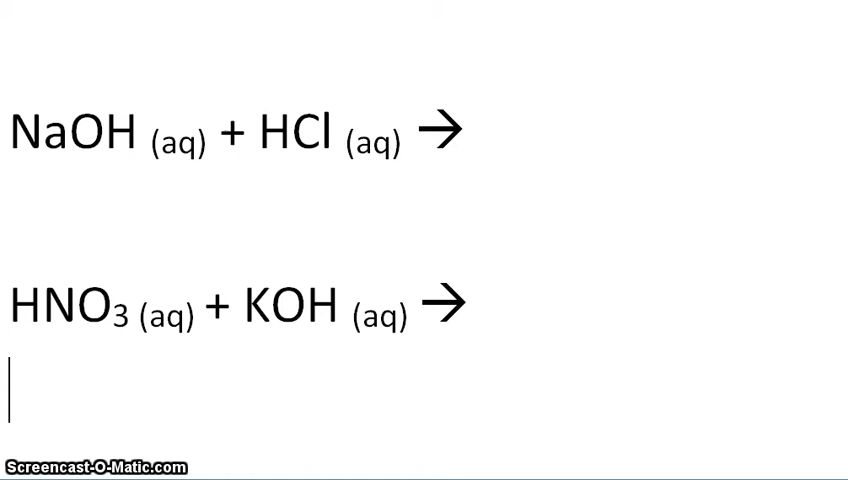 NaOH (aq) + HCl (aq) →
HNO₃ (aq) + KOH (aq) →
Screencast-O-Matic.com